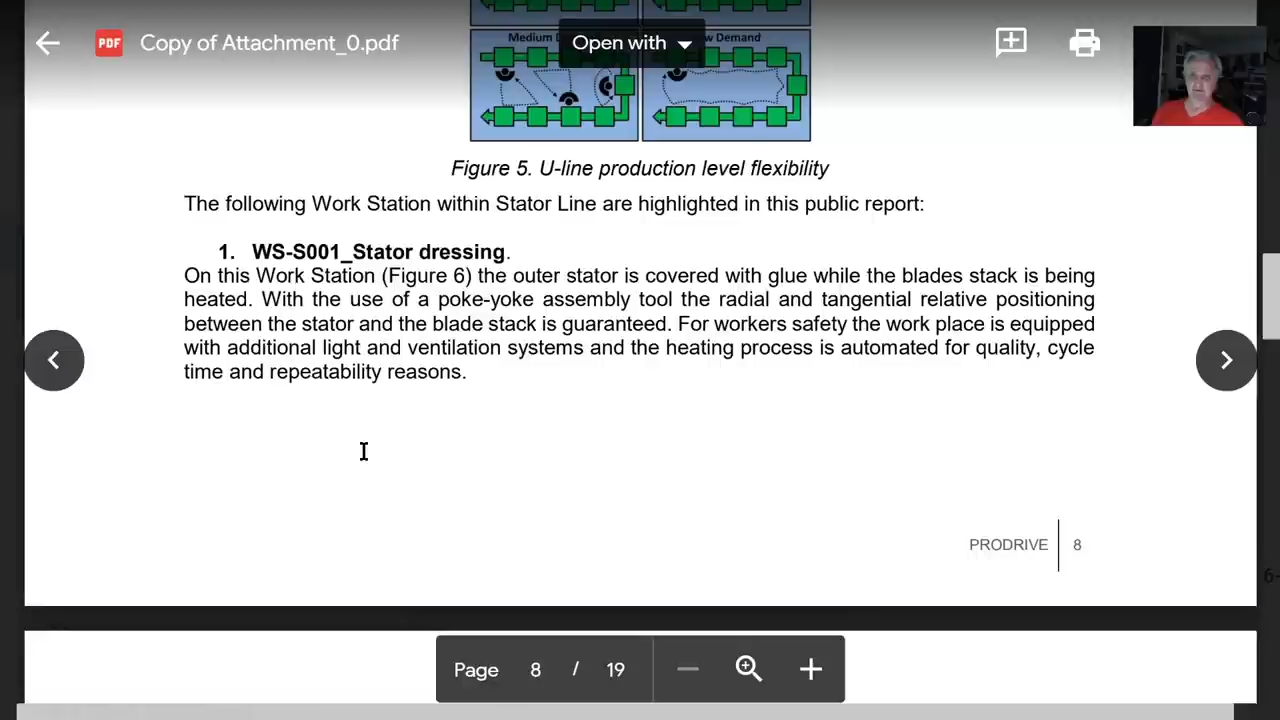 Copy of Attachment_0.pdf
PDF
Open with
Medium
Demand
Figure 5. U-line production level flexibility
The following Work Station within Stator Line are highlighted in this public report:
1. WS-S001_Stator dressing.
On this Work Station (Figure 6) the outer stator is covered with glue while the blades stack is being
heated. With the use of a poke-yoke assembly tool the radial and tangential relative positioning
between the stator and the blade stack is guaranteed. For workers safety the work place is equipped
with additional light and ventilation systems and the heating process is automated for quality, cycle
time and repeatability reasons.
PRODRIVE 8
Page 8 / 19